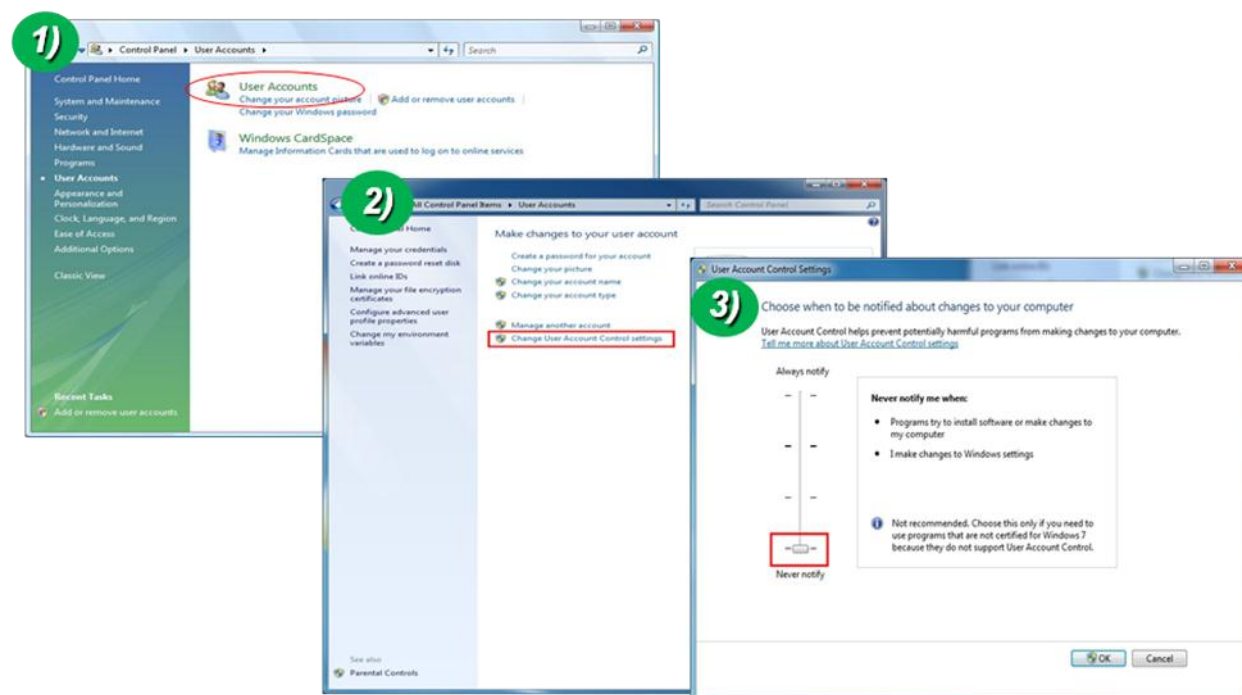 1)
Control Panel ▸ User Accounts ▸
Search
Control Panel Home
System and Maintenance
Security
Network and Internet
Hardware and Sound
Programs
User Accounts
Appearance and
Personalization
Clock, Language, and Region
Ease of Access
Additional Options
Classic View
Recent Tasks
Add or remove user accounts
User Accounts
Change your account picture
Add or remove user accounts
Change your Windows password
Windows CardSpace
Manage Information Cards that are used to log on to online services
2)
All Control Panel Items ▸ User Accounts
Search Control Panel
Home
Manage your credentials
Create a password reset disk
Link online IDs
Manage your file encryption
certificates
Configure advanced user
profile properties
Change my environment
variables
See also
Parental Controls
Make changes to your user account
Create a password for your account
Change your picture
Change your account name
Change your account type
Manage another account
Change User Account Control settings
3)
User Account Control Settings
Choose when to be notified about changes to your computer
User Account Control helps prevent potentially harmful programs from making changes to your computer.
Tell me more about User Account Control settings
Always notify
Never notify
Never notify me when:
• Programs try to install software or make changes to
my computer
• I make changes to Windows settings
Not recommended. Choose this only if you need to
use programs that are not certified for Windows 7
because they do not support User Account Control.
OK
Cancel